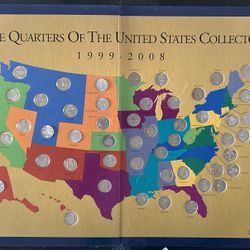 E QUARTERS OF THE UNITED STATES COLLECTO
1999-2008